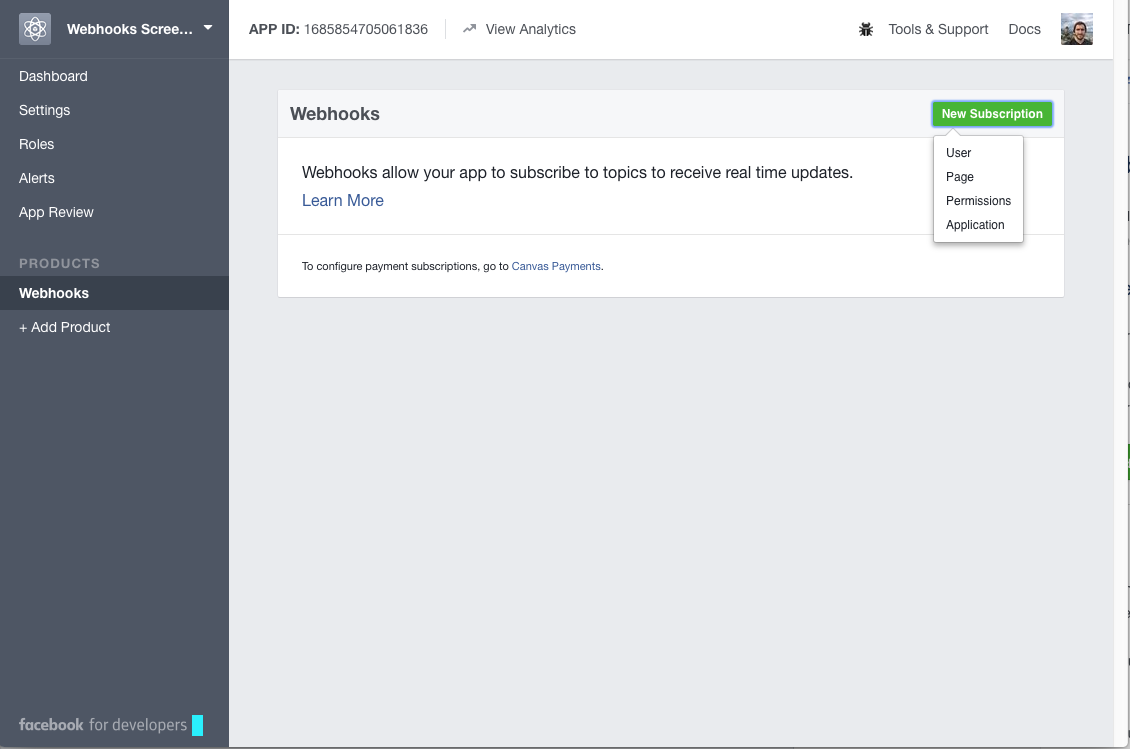 Webhooks Scree...
APP ID: 1685854705061836
View Analytics
Tools & Support
Docs
Dashboard
Settings
Roles
Alerts
App Review
PRODUCTS
Webhooks
+ Add Product
facebook for developers
Webhooks
New Subscription
User
Page
Permissions
Application
Webhooks allow your app to subscribe to topics to receive real time updates.
Learn More
To configure payment subscriptions, go to Canvas Payments.